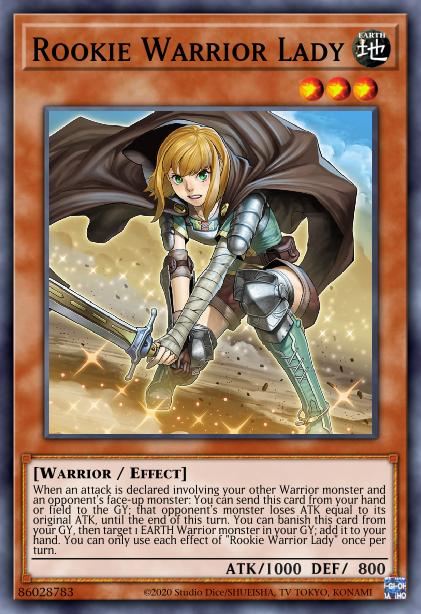 Rookie Warrior Lady
EARTH
地
[Warrior / Effect]
When an attack is declared involving your other Warrior monster and
an opponent's face-up monster: You can send this card from your hand
or field to the GY; that opponent's monster loses ATK equal to its
original ATK, until the end of this turn. You can banish this card
from your GY, then target 1 EARTH Warrior monster in your GY; add it to your
hand. You can only use each effect of "Rookie Warrior Lady" once per
turn.
ATK/1000 DEF/ 800
86028783
©2020 Studio Dice/SHUEISHA, TV TOKYO, KONAMI